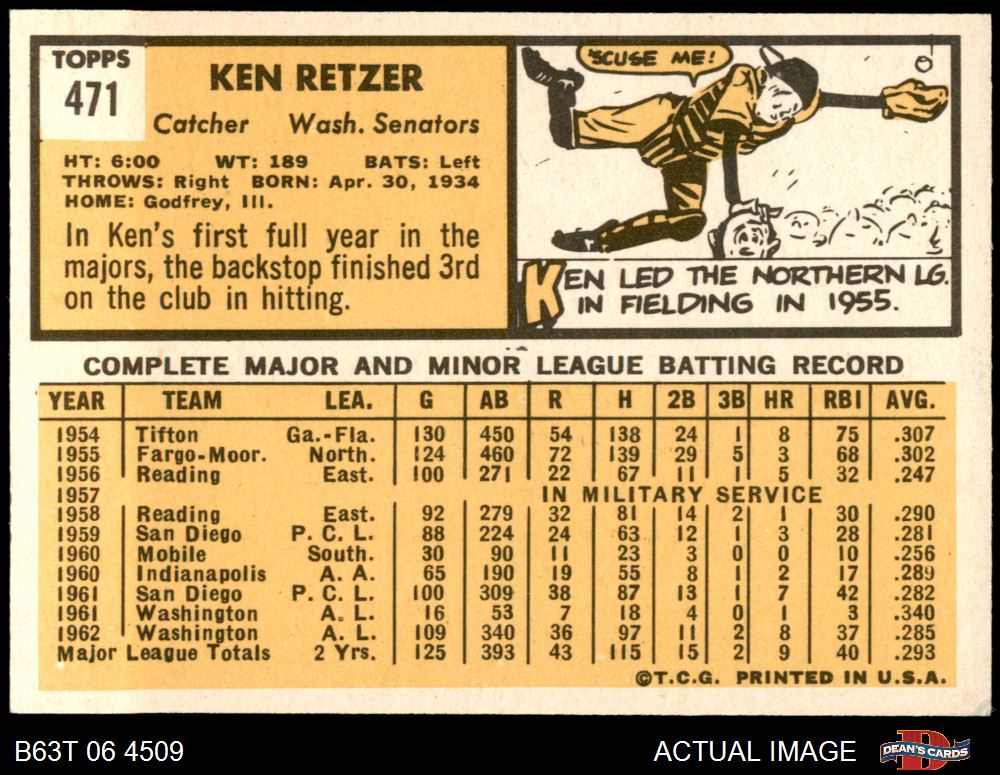 TOPPS
471
KEN RETZER
Catcher Wash. Senators
HT: 6:00 WT: 189 BATS: Left
THROWS: Right BORN: Apr. 30, 1934
HOME: Godfrey, Ill.
In Ken's first full year in the
majors, the backstop finished 3rd
on the club in hitting.
'SCUSE ME!
KEN LED THE NORTHERN LG.
IN FIELDING IN 1955.
COMPLETE MAJOR AND MINOR LEAGUE BATTING RECORD
YEAR TEAM LEA. G AB R H 2B 3B HR RBI AVG.
1954 Tifton Ga.-Fla. 130 450 54 138 24 1 8 75 .307
1955 Fargo-Moor. North. 124 460 72 139 29 5 3 68 .302
1956 Reading East. 100 271 22 67 11 1 5 32 .247
1957 IN MILITARY SERVICE
1958 Reading East. 92 279 32 81 14 2 1 30 .290
1959 San Diego P. C. L. 88 224 24 63 12 1 3 28 .281
1960 Mobile South. 30 90 11 23 3 0 0 10 .256
1960 Indianapolis A. A. 65 190 19 55 8 1 2 17 .289
1961 San Diego P. C. L. 100 309 38 87 13 1 7 42 .282
1961 Washington A. L. 16 53 7 18 4 0 1 3 .340
1962 Washington A. L. 109 340 36 97 11 2 8 37 .285
Major League Totals 2 Yrs. 125 393 43 115 15 2 9 40 .293
©T.C.G. PRINTED IN U.S.A.
B63T 06 4509 ACTUAL IMAGE DEAN'S CARDS